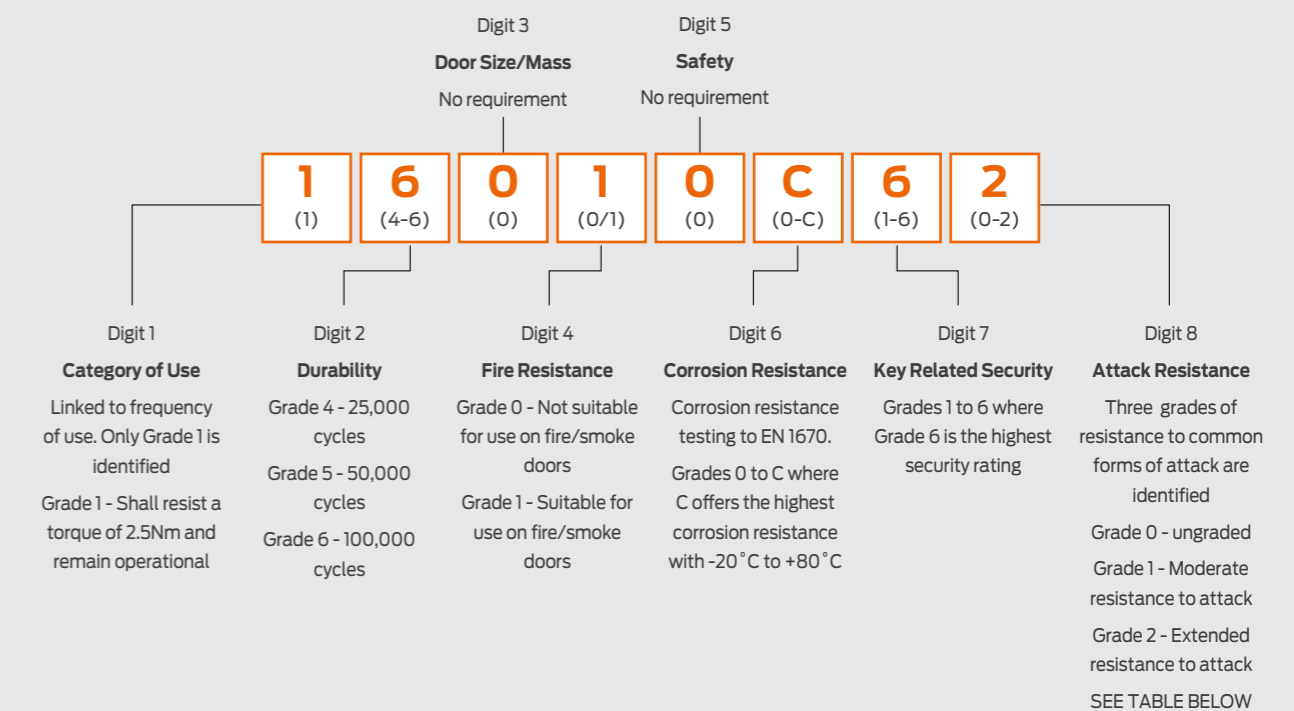 Digit 3
Door Size/Mass
No requirement
Digit 5
Safety
No requirement
1
(1)
6
(4-6)
0
(0)
1
(0/1)
0
(0)
C
(0-C)
6
(1-6)
2
(0-2)
Digit 1
Category of Use
Linked to frequency
of use. Only Grade 1 is
identified
Grade 1 - Shall resist a
torque of 2.5Nm and
remain operational
Digit 2
Durability
Grade 4 - 25,000
cycles
Grade 5 - 50,000
cycles
Grade 6 - 100,000
cycles
Digit 4
Fire Resistance
Grade 0 - Not suitable
for use on fire/smoke
doors
Grade 1 - Suitable for
use on fire/smoke
doors
Digit 6
Corrosion Resistance
Corrosion resistance
testing to EN 1670.
Grades 0 to C where
C offers the highest
corrosion resistance
with -20˚C to +80˚C
Digit 7
Key Related Security
Grades 1 to 6 where
Grade 6 is the highest
security rating
Digit 8
Attack Resistance
Three grades of
resistance to common
forms of attack are
identified
Grade 0 - ungraded
Grade 1 - Moderate
resistance to attack
Grade 2 - Extended
resistance to attack
SEE TABLE BELOW